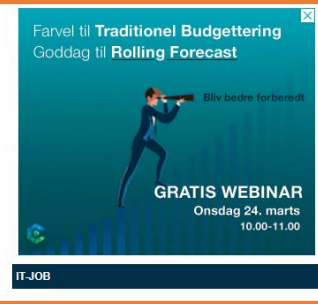 Farvel til Traditionel Budgettering
Goddag til Rolling Forecast
Bliv bedre forberedt
GRATIS WEBINAR
Onsdag 24. marts
10.00-11.00
IT-JOB